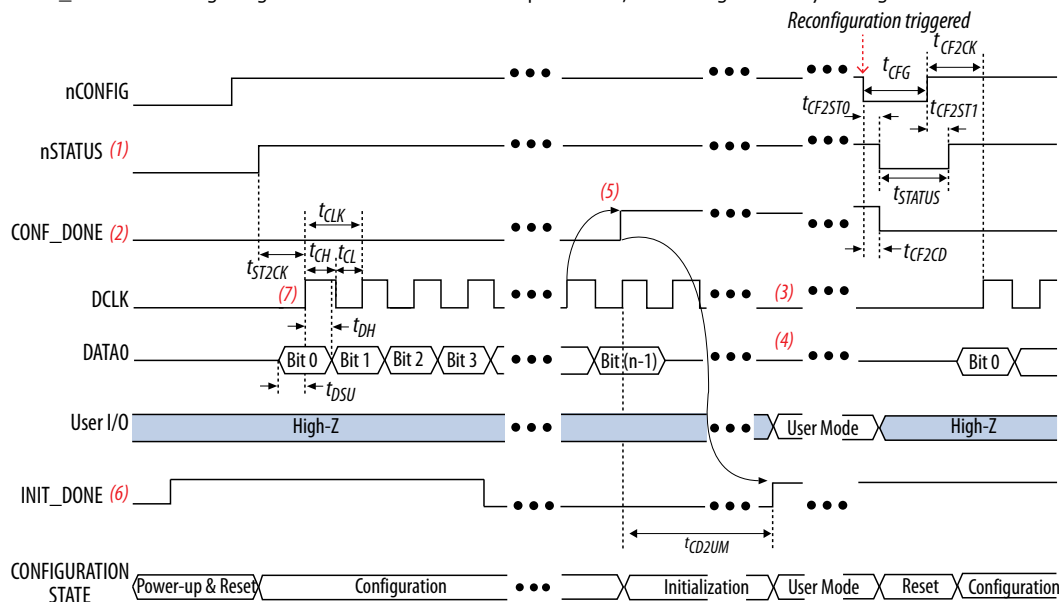 Reconfiguration triggered
tCF2CK
tCFG
nCONFIG
tCF2ST0
tCF2ST1
nSTATUS (1)
tSTATUS
(5)
tCLK
CONF_DONE (2)
tCH
tCL
tCF2CD
tST2CK
(7)
DCLK
(3)
tDH
DATA0
Bit 0
Bit 1
Bit 2
Bit 3
Bit (n-1)
(4)
Bit 0
tDSU
User I/O
High-Z
User Mode
High-Z
INIT_DONE (6)
tCD2UM
CONFIGURATION
STATE
Power-up & Reset
Configuration
Initialization
User Mode
Reset
Configuration